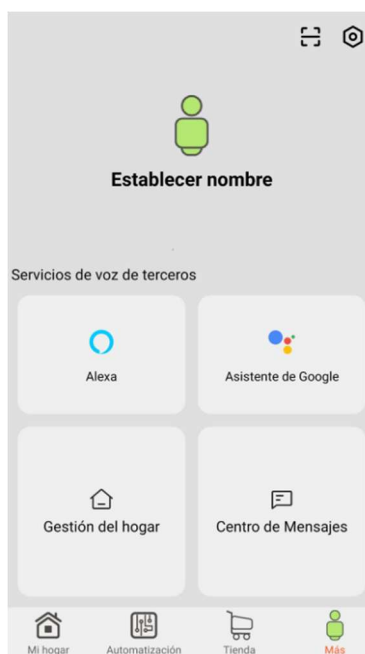 Establecer nombre
Servicios de voz de terceros
Alexa
Asistente de Google
Gestión del hogar
Centro de Mensajes
Mi hogar
Automatización
Tienda
Más